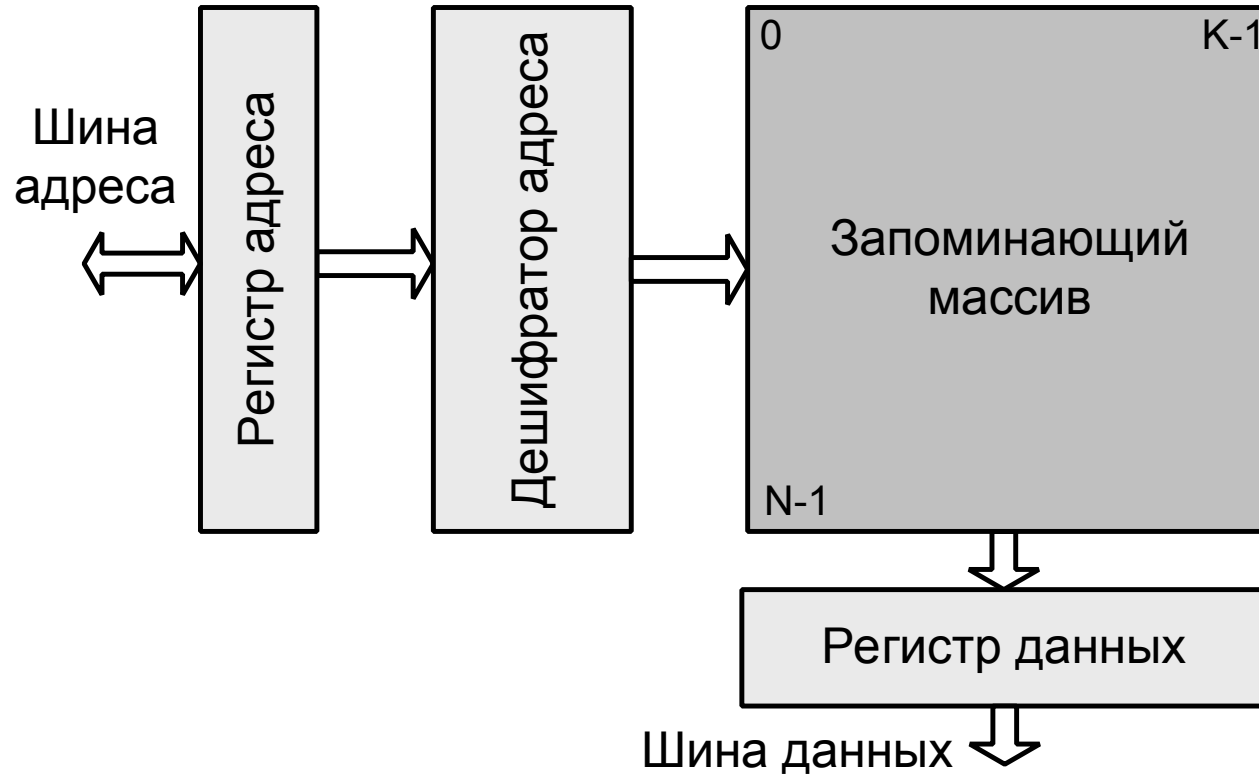 Шина
адреса
Регистр адреса
Дешифратор адреса
0
K-1
Запоминающий
массив
N-1
Регистр данных
Шина данных